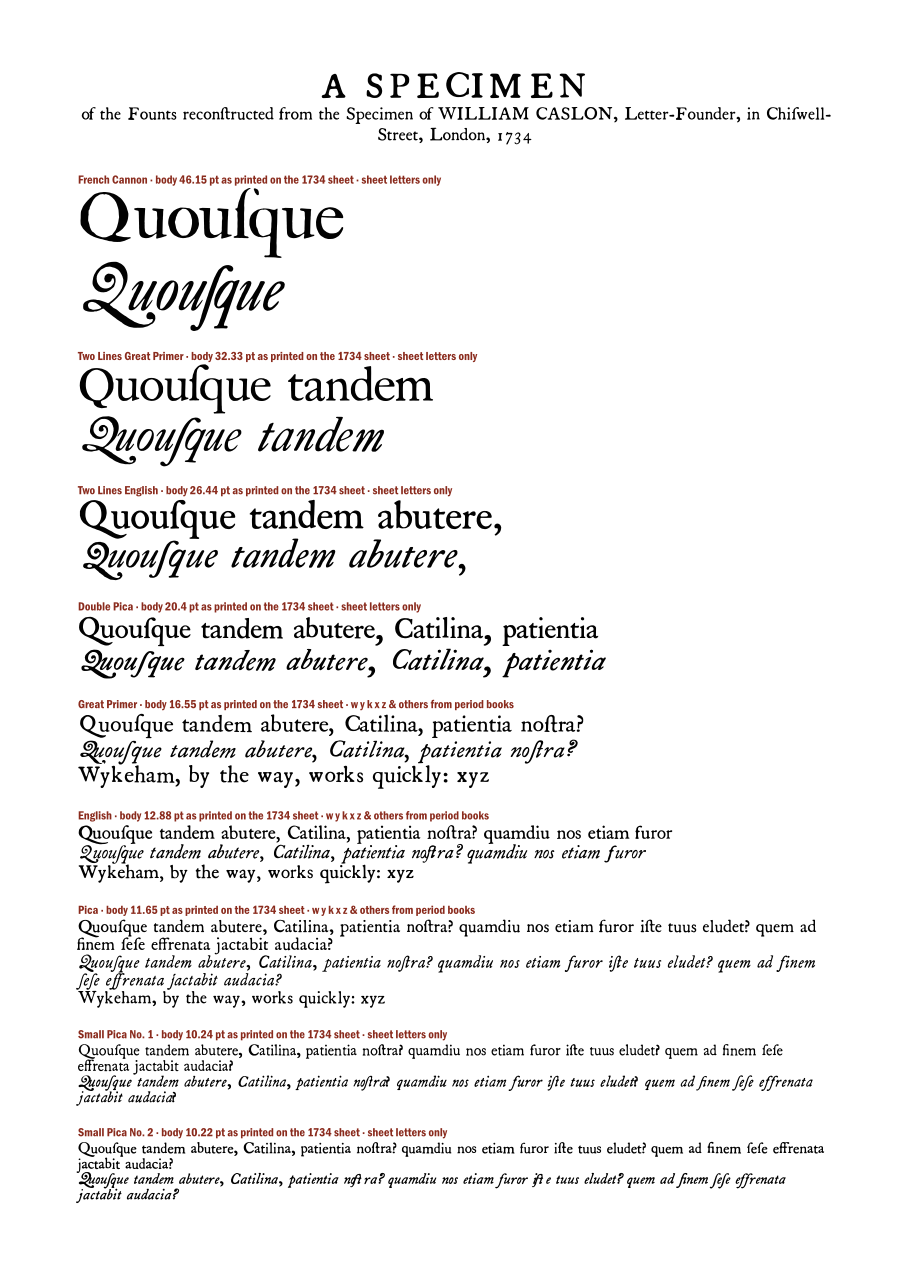 A SPECIMEN
of the Founts reconſtructed from the Specimen of WILLIAM CASLON, Letter-Founder, in Chiſwell-
Street, London, 1734
French Cannon · body 46.15 pt as printed on the 1734 sheet · sheet letters only
Quouſque
Quouſque
Two Lines Great Primer · body 32.33 pt as printed on the 1734 sheet · sheet letters only
Quouſque tandem
Quouſque tandem
Two Lines English · body 26.44 pt as printed on the 1734 sheet · sheet letters only
Quouſque tandem abutere,
Quouſque tandem abutere,
Double Pica · body 20.4 pt as printed on the 1734 sheet · sheet letters only
Quouſque tandem abutere, Catilina, patientia
Quouſque tandem abutere, Catilina, patientia
Great Primer · body 16.55 pt as printed on the 1734 sheet · w y k x z & others from period books
Quouſque tandem abutere, Catilina, patientia noſtra?
Quouſque tandem abutere, Catilina, patientia noſtra?
Wykeham, by the way, works quickly: xyz
English · body 12.88 pt as printed on the 1734 sheet · w y k x z & others from period books
Quouſque tandem abutere, Catilina, patientia noſtra? quamdiu nos etiam furor
Quouſque tandem abutere, Catilina, patientia noſtra? quamdiu nos etiam furor
Wykeham, by the way, works quickly: xyz
Pica · body 11.65 pt as printed on the 1734 sheet · w y k x z & others from period books
Quouſque tandem abutere, Catilina, patientia noſtra? quamdiu nos etiam furor iſte tuus eludet? quem ad
finem ſeſe effrenata jactabit audacia?
Quouſque tandem abutere, Catilina, patientia noſtra? quamdiu nos etiam furor iſte tuus eludet? quem ad finem
ſeſe effrenata jactabit audacia?
Wykeham, by the way, works quickly: xyz
Small Pica No. 1 · body 10.24 pt as printed on the 1734 sheet · sheet letters only
Quouſque tandem abutere, Catilina, patientia noſtra? quamdiu nos etiam furor iſte tuus eludet? quem ad finem ſeſe
effrenata jactabit audacia?
Quouſque tandem abutere, Catilina, patientia noſtra? quamdiu nos etiam furor iſte tuus eludet? quem ad finem ſeſe effrenata
jactabit audacia?
Small Pica No. 2 · body 10.22 pt as printed on the 1734 sheet · sheet letters only
Quouſque tandem abutere, Catilina, patientia noſtra? quamdiu nos etiam furor iſte tuus eludet? quem ad finem ſeſe effrenata
jactabit audacia?
Quouſque tandem abutere, Catilina, patientia noſtra? quamdiu nos etiam furor iſte tuus eludet? quem ad finem ſeſe effrenata
jactabit audacia?